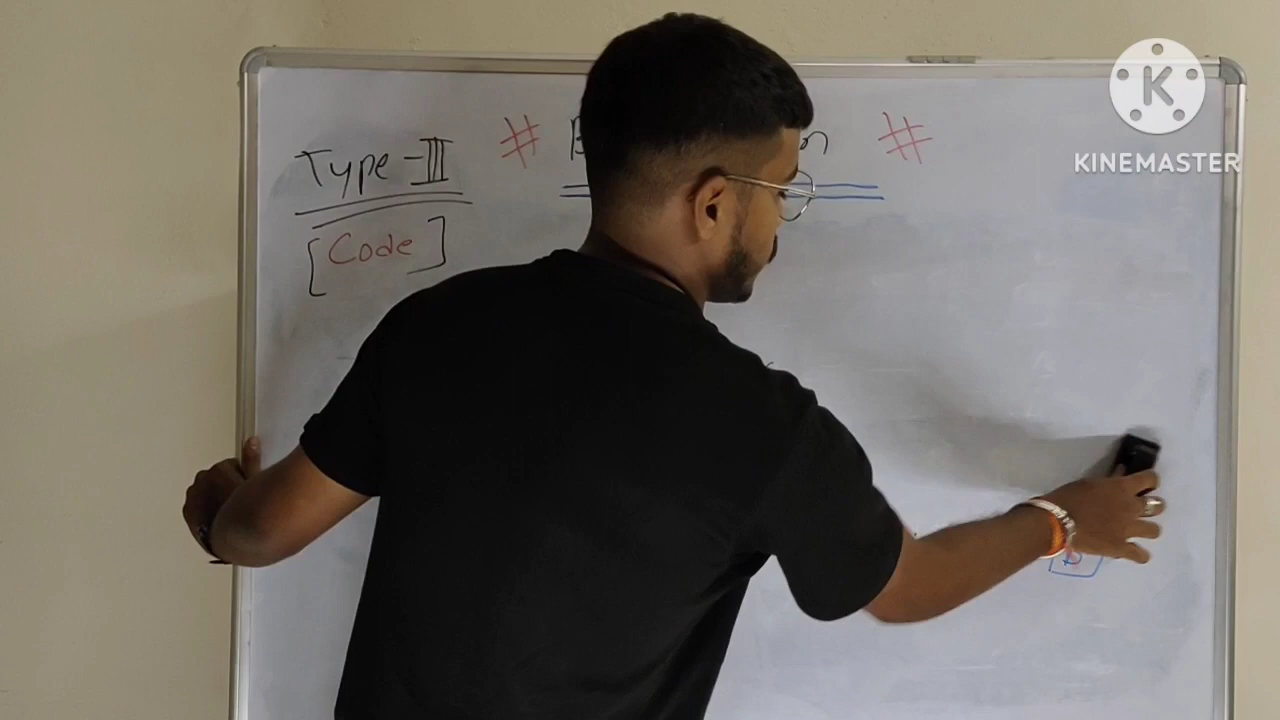 Type-III # #
[Code]
K
KINEMASTER